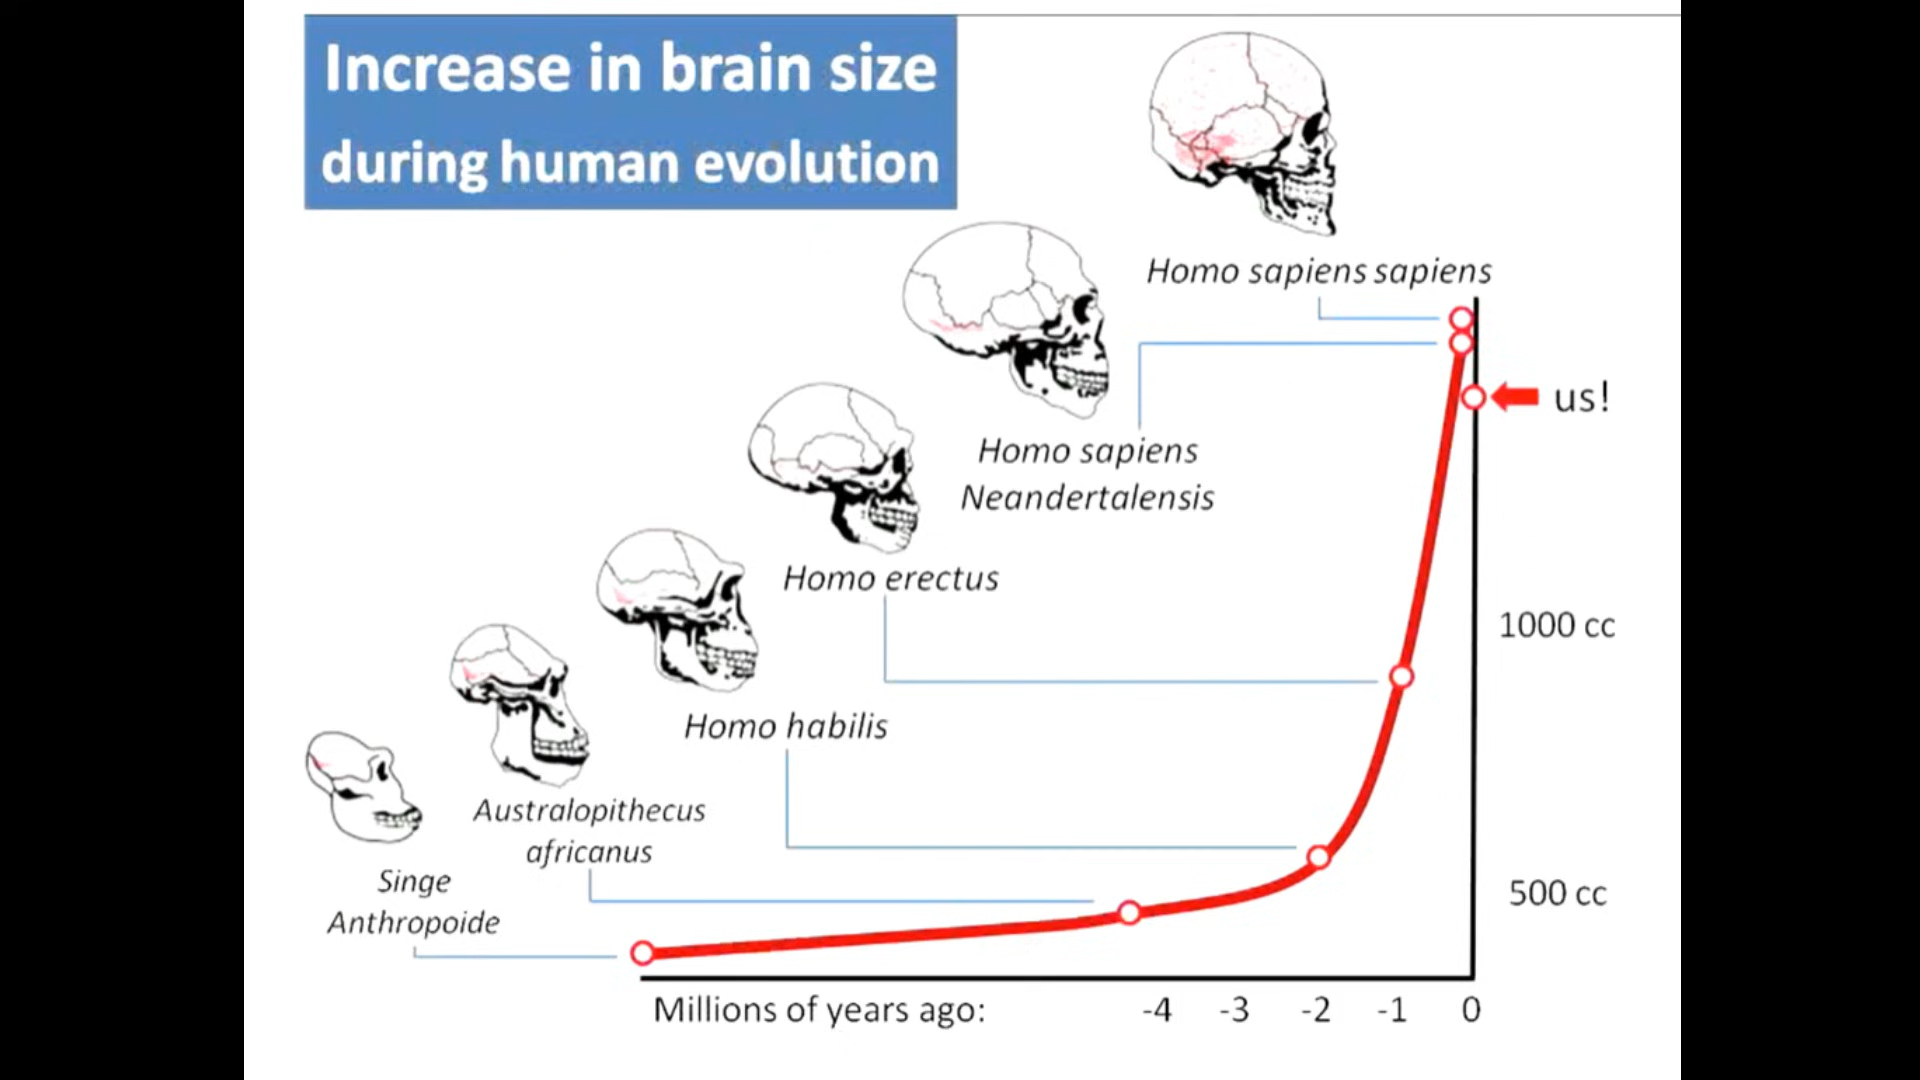 Increase in brain size
during human evolution
Homo sapiens sapiens
us!
Homo sapiens
Neandertalensis
Homo erectus
1000 cc
Homo habilis
Australopithecus
africanus
Singe
Anthropoide
500 cc
Millions of years ago: -4 -3 -2 -1 0